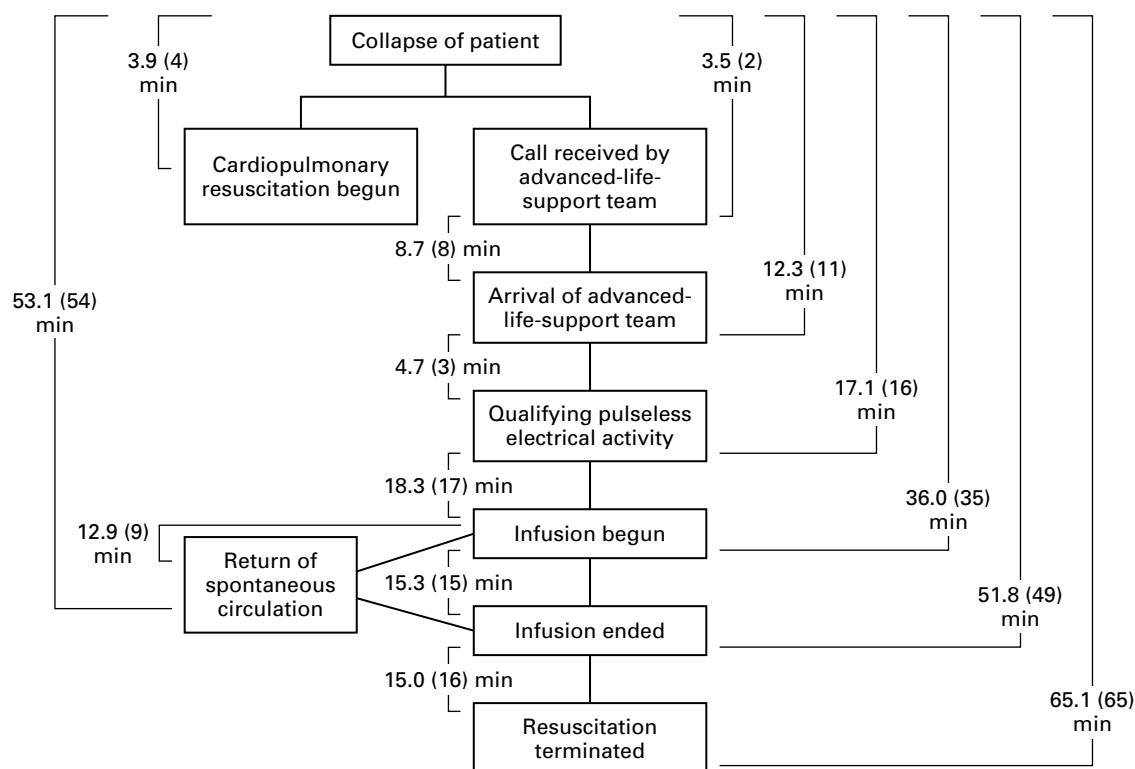 Collapse of patient
3.9 (4)
min
3.5 (2)
min
Cardiopulmonary
resuscitation begun
Call received by
advanced-life-
support team
8.7 (8) min
12.3 (11)
min
53.1 (54)
min
Arrival of advanced-
life-support team
4.7 (3) min
17.1 (16)
min
Qualifying pulseless
electrical activity
18.3 (17) min
36.0 (35)
min
12.9 (9)
min
Infusion begun
Return of
spontaneous
circulation
15.3 (15) min
51.8 (49)
min
Infusion ended
15.0 (16) min
65.1 (65)
min
Resuscitation
terminated